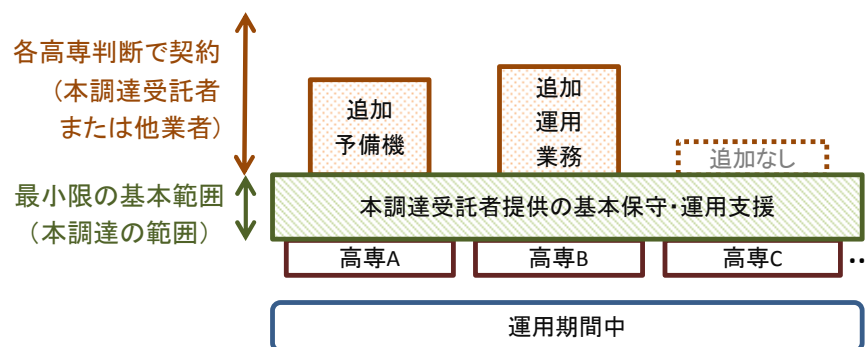 各高専判断で契約
(本調達受託者
または他業者)
追加
予備機
追加
運用
業務
追加なし
最小限の基本範囲
(本調達の範囲)
本調達受託者提供の基本保守・運用支援
高専A
高専B
高専C
‥
運用期間中